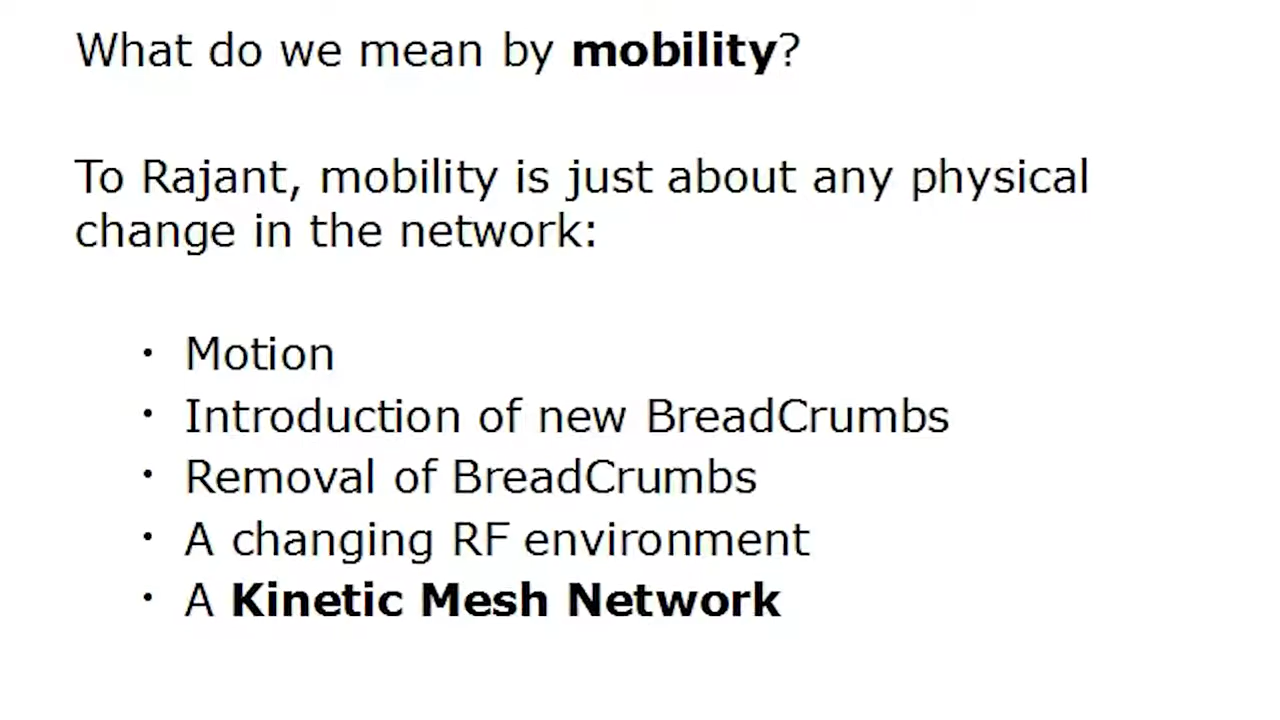 What do we mean by mobility?
To Rajant, mobility is just about any physical
change in the network:
· Motion
· Introduction of new BreadCrumbs
· Removal of BreadCrumbs
· A changing RF environment
· A Kinetic Mesh Network